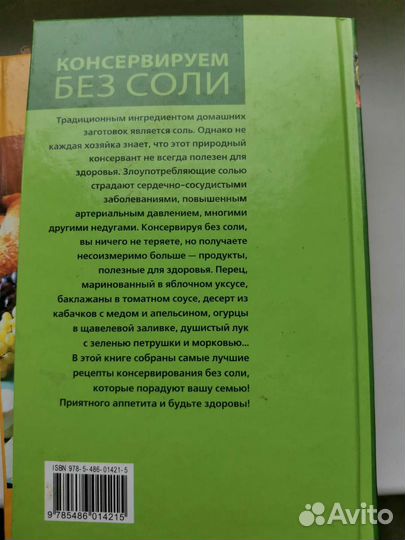 КОНСЕРВИРУЕМ
БЕЗ СОЛИ
Традиционным ингредиентом домашних
заготовок является соль. Однако не
каждая хозяйка знает, что этот природный
консервант не всегда полезен для
здоровья. Злоупотребляющие солью
страдают сердечно-сосудистыми
заболеваниями, повышенным
артериальным давлением, многими
другими недугами. Консервируя без соли,
вы ничего не теряете, но получаете
несоизмеримо больше — продукты,
полезные для здоровья. Перец,
маринованный в яблочном уксусе,
баклажаны в томатном соусе, десерт из
кабачков с медом и апельсином, огурцы
в щавелевой заливке, душистый лук
с зеленью петрушки и морковью...
В этой книге собраны самые лучшие
рецепты консервирования без соли,
которые порадуют вашу семью!
Приятного аппетита и будьте здоровы!
ISBN 978-5-486-01421-5
9 785486 014215
Avito